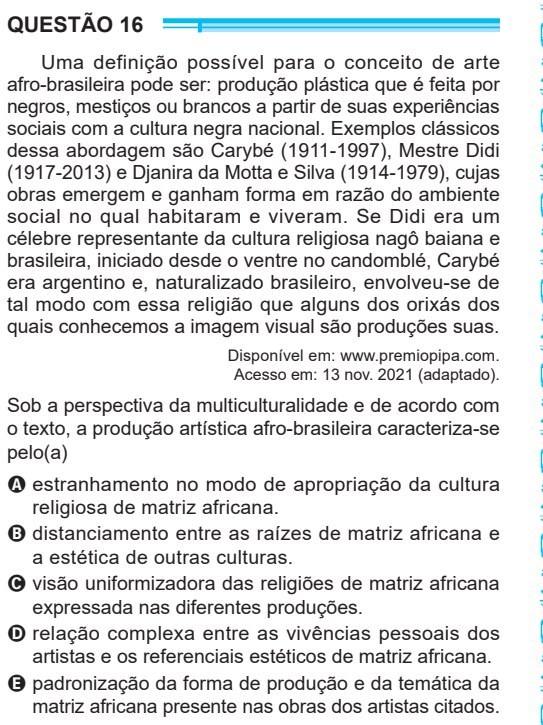 QUESTÃO 16
Uma definição possível para o conceito de arte
afro-brasileira pode ser: produção plástica que é feita por
negros, mestiços ou brancos a partir de suas experiências
sociais com a cultura negra nacional. Exemplos clássicos
dessa abordagem são Carybé (1911-1997), Mestre Didi
(1917-2013) e Djanira da Motta e Silva (1914-1979), cujas
obras emergem e ganham forma em razão do ambiente
social no qual habitaram e viveram. Se Didi era um
célebre representante da cultura religiosa nagô baiana e
brasileira, iniciado desde o ventre no candomblé, Carybé
era argentino e, naturalizado brasileiro, envolveu-se de
tal modo com essa religião que alguns dos orixás dos
quais conhecemos a imagem visual são produções suas.
Disponível em: www.premiopipa.com.
Acesso em: 13 nov. 2021 (adaptado).
Sob a perspectiva da multiculturalidade e de acordo com
o texto, a produção artística afro-brasileira caracteriza-se
pelo(a)
A estranhamento no modo de apropriação da cultura
religiosa de matriz africana.
B distanciamento entre as raízes de matriz africana e
a estética de outras culturas.
C visão uniformizadora das religiões de matriz africana
expressada nas diferentes produções.
D relação complexa entre as vivências pessoais dos
artistas e os referenciais estéticos de matriz africana.
E padronização da forma de produção e da temática da
matriz africana presente nas obras dos artistas citados.